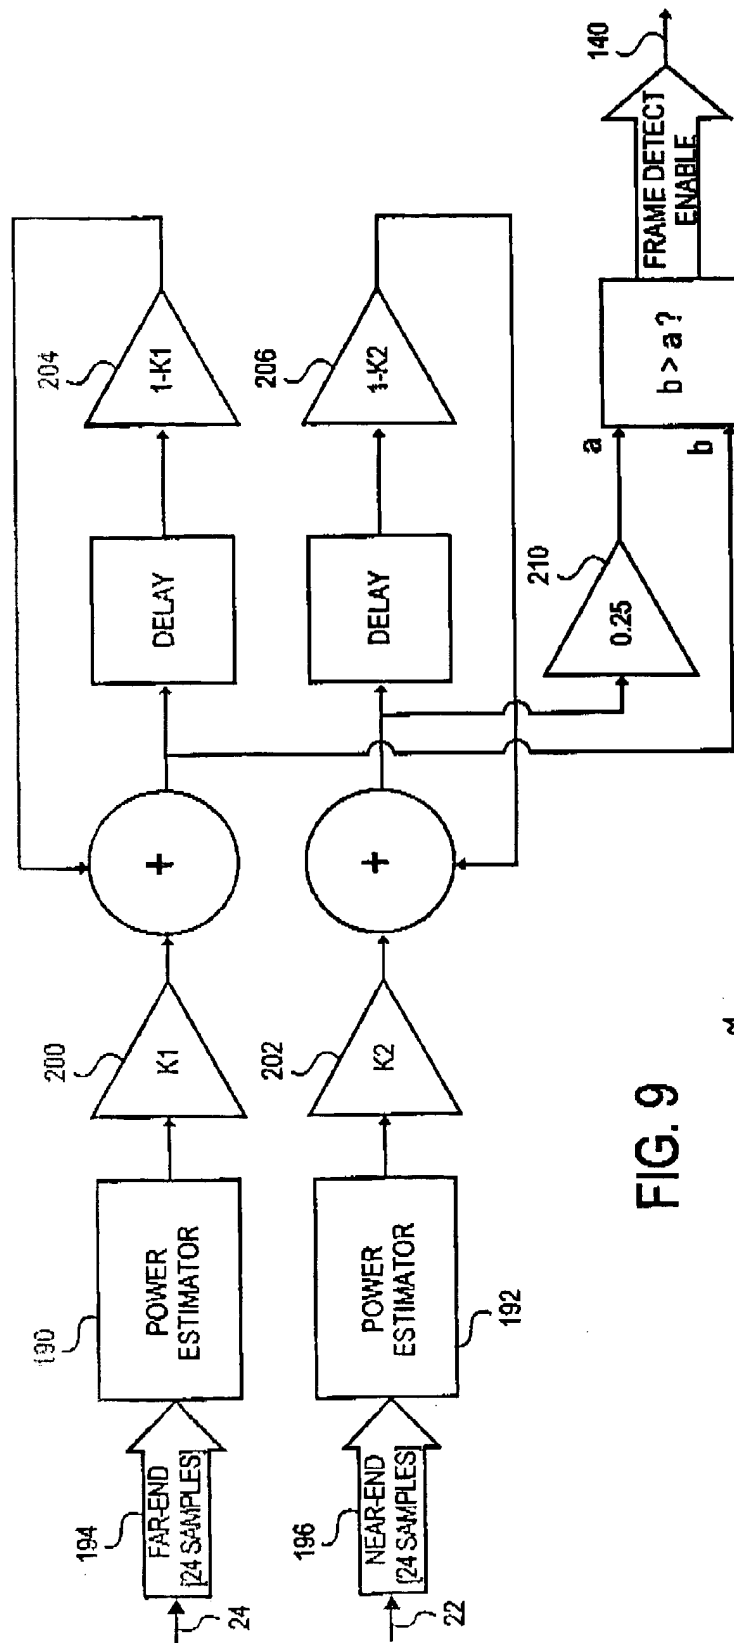 24
194
FAR-END
[24 SAMPLES]
190
POWER
ESTIMATOR
200
K1
+
DELAY
204
1-K1
22
196
NEAR-END
[24 SAMPLES]
192
POWER
ESTIMATOR
202
K2
+
DELAY
206
1-K2
210
0.25
a
b
b > a ?
FRAME DETECT
ENABLE
140
FIG. 9